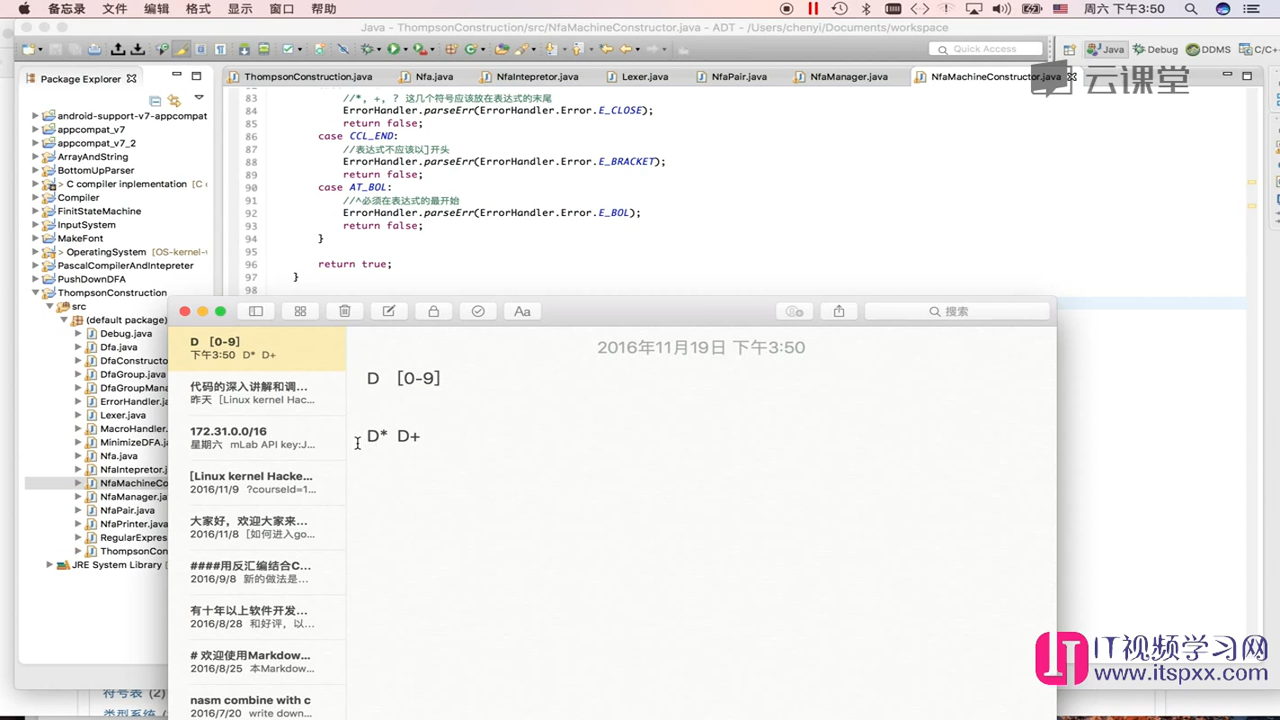 备忘录 文件 编辑 格式 显示 窗口 帮助 周六 下午3:50
Java – ThompsonConstruction/src/NfaMachineConstructor.java – ADT – /Users/chenyi/Documents/workspace
Quick Access Java Debug DDMS C/C+
Package Explorer ThompsonConstruction.java Nfa.java NfaIntepretor.java Lexer.java NfaPair.java NfaManager.java NfaMachineConstructor.java
云课堂
android-support-v7-appcompat
appcompat_v7
appcompat_v7_2
ArrayAndString
BottomUpParser
> C compiler inplementation [C
Compiler
FinitStateMachine
InputSystem
MakeFont
> OperatingSystem [OS-kernel-
PascalCompilerAndIntepreter
PushDownDFA
ThompsonConstruction
src
(default package)
Debug.java
Dfa.java
DfaConstructo
DfaGroup.java
DfaGroupMana
ErrorHandler.ja
Lexer.java
MacroHandler.
MinimizeDFA.
Nfa.java
NfaIntepretor.j
NfaMachineCo
NfaManager.ja
NfaPair.java
NfaPrinter.java
RegularExpres
ThompsonCon
JRE System Library [
83 //*, +, ? 这几个符号应该放在表达式的末尾
84 ErrorHandler.parseErr(ErrorHandler.Error.E_CLOSE);
85 return false;
86 case CCL_END:
87 //表达式不应该以]开头
88 ErrorHandler.parseErr(ErrorHandler.Error.E_BRACKET);
89 return false;
90 case AT_BOL:
91 //^必须在表达式的最开始
92 ErrorHandler.parseErr(ErrorHandler.Error.E_BOL);
93 return false;
94 }
95
96 return true;
97 }
98
Aa 搜索
D [0-9]
下午3:50 D* D+
代码的深入讲解和调...
昨天 [Linux kernel Hac...
172.31.0.0/16
星期六 mLab API key:J...
[Linux kernel Hacke...
2016/11/9 ?courseId=1...
大家好，欢迎大家来...
2016/11/8 [如何进入go...
####用反汇编结合C...
2016/9/8 新的做法是...
有十年以上软件开发...
2016/8/28 和好评，以...
# 欢迎使用Markdow...
2016/8/25 本Markdow...
nasm combine with c
2016/7/20 write down...
2016年11月19日 下午3:50
D [0-9]
D* D+
符号表 (2)
类型系统
IT视频学习网
www.itspxx.com